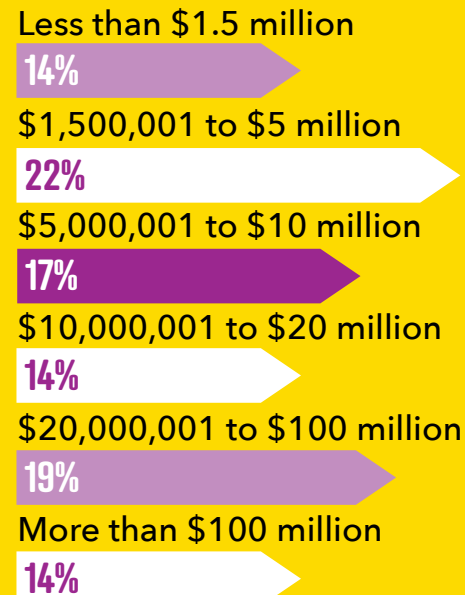 Less than $1.5 million
14%
$1,500,001 to $5 million
22%
$5,000,001 to $10 million
17%
$10,000,001 to $20 million
14%
$20,000,001 to $100 million
19%
More than $100 million
14%